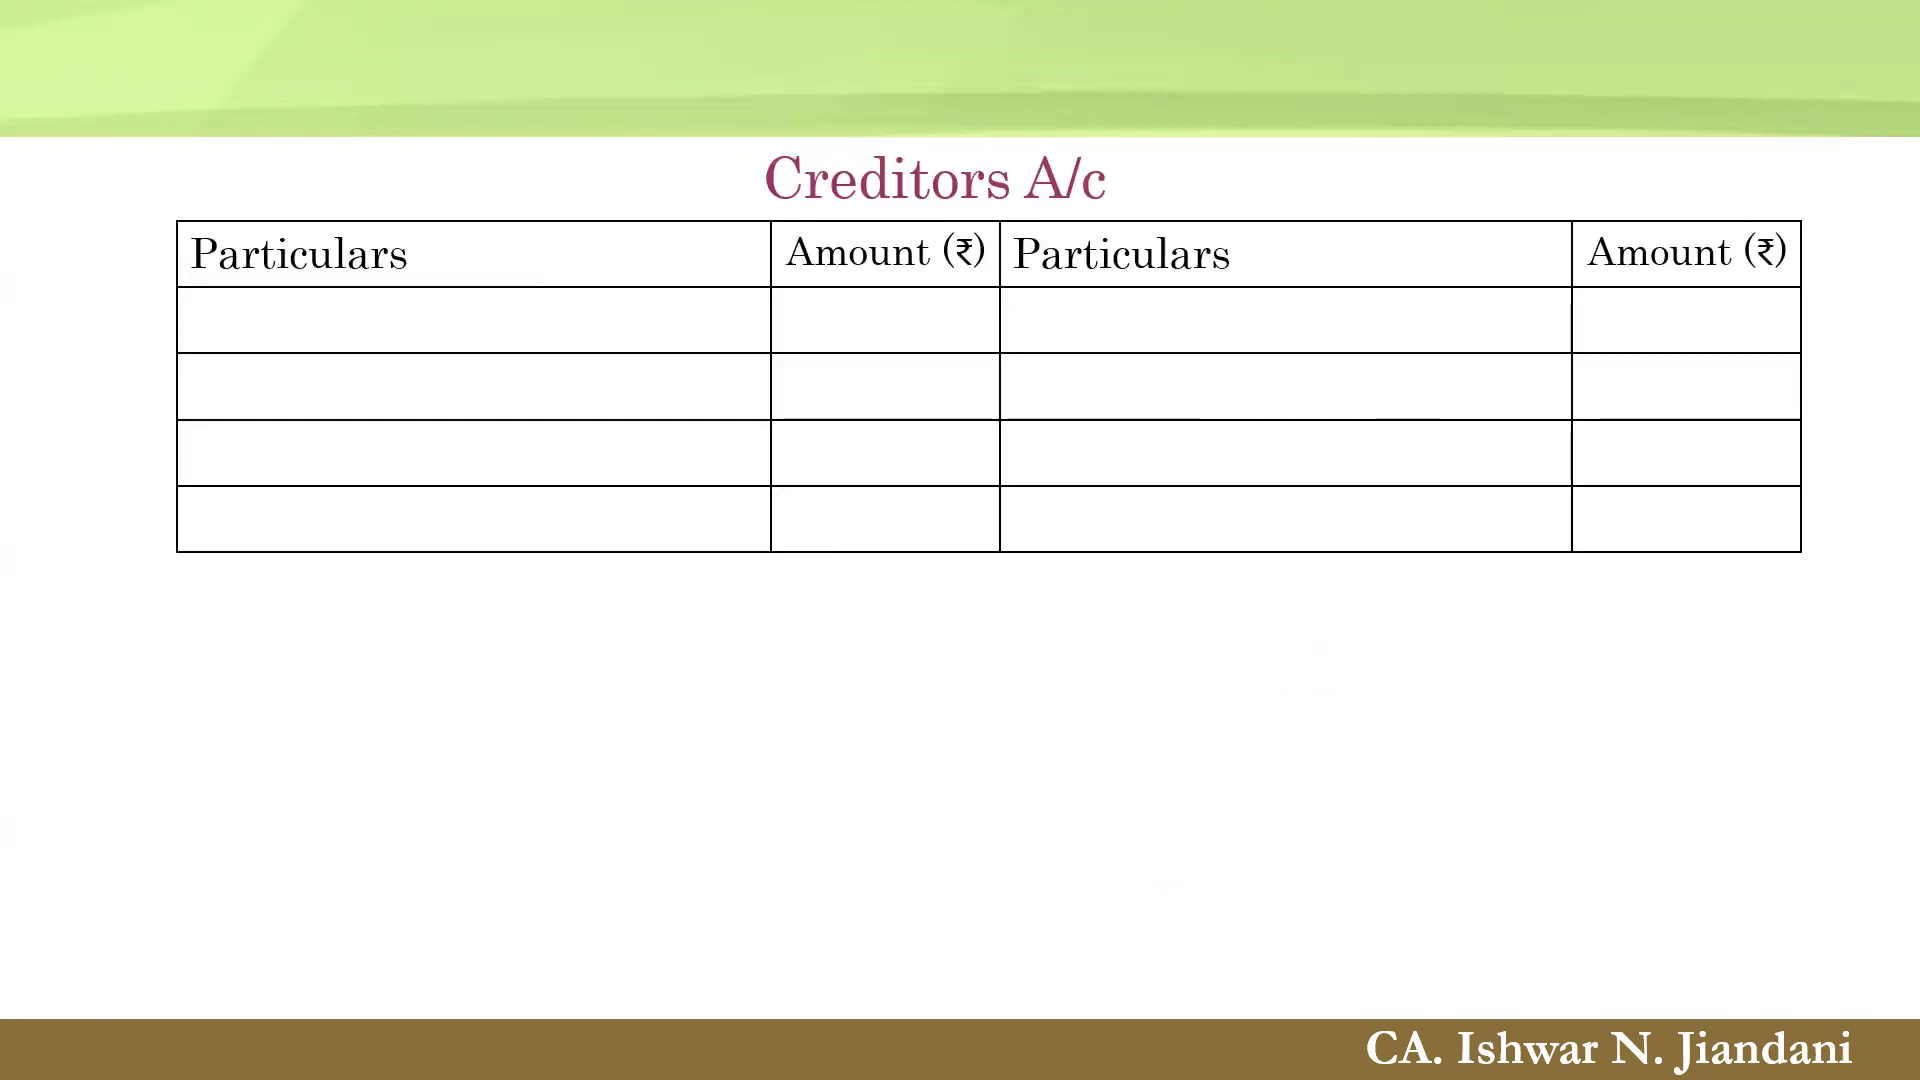 Creditors A/c
Particulars Amount (₹) Particulars Amount (₹)
CA. Ishwar N. Jiandani